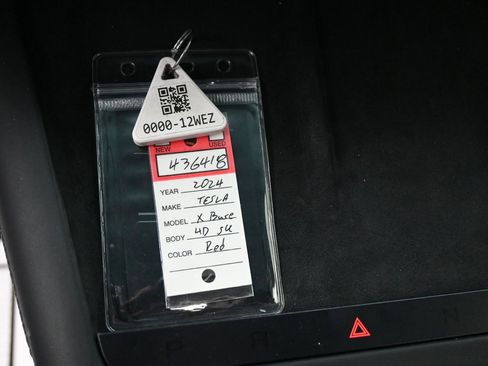 0000-12WEZ
NEW USED
436418
YEAR 2024
MAKE TESLA
MODEL X Base
BODY 4D SU
COLOR Red
P R N